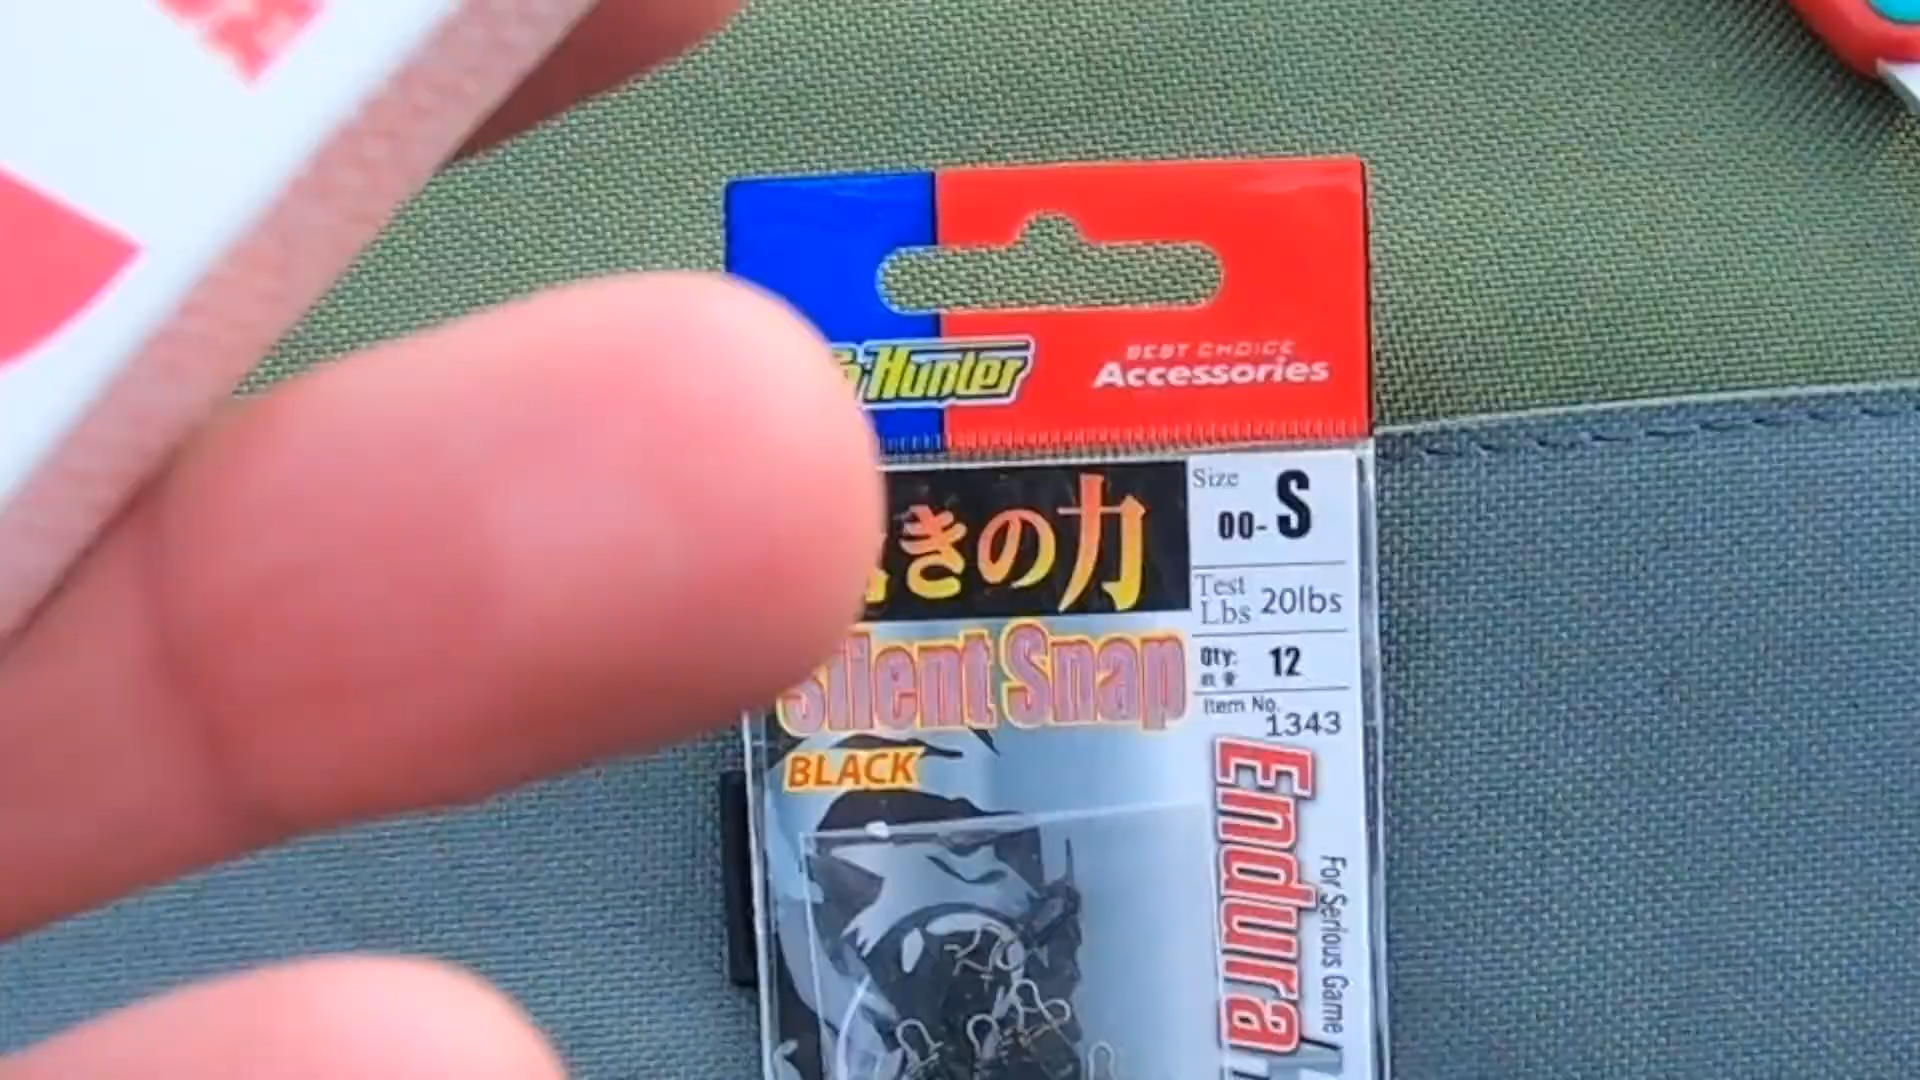 Hunter
BEST CHOICE
Accessories
きの力
Size
00-S
Test
Lbs 20lbs
Silent Snap
Qty: 12
数量
Item No.
1343
BLACK
Endura
For Serious Game